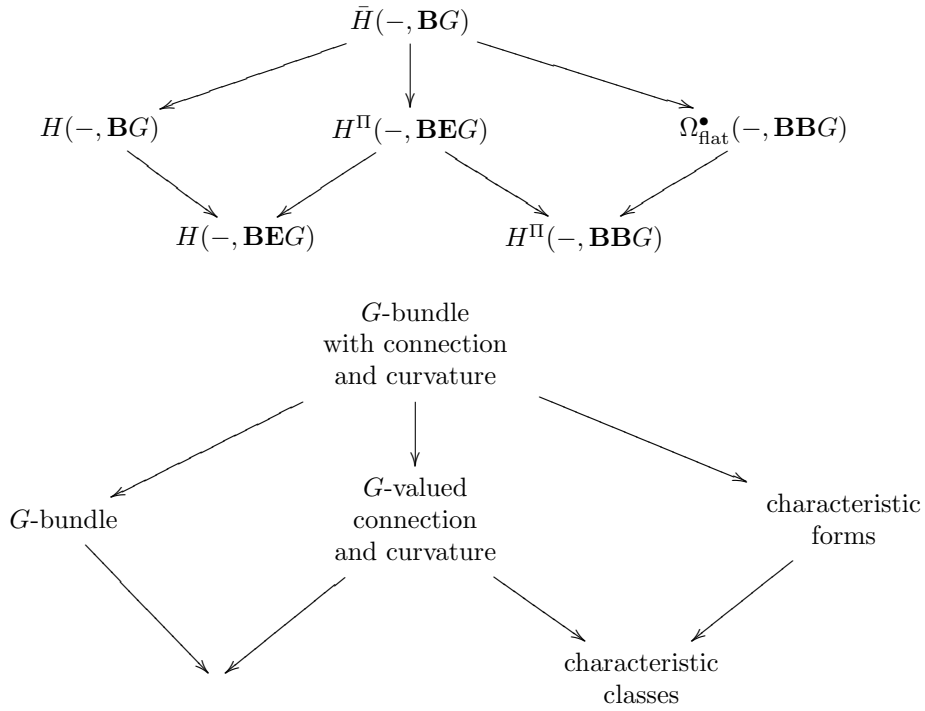 H̄(−, 𝐁G)
H(−, 𝐁G) H^Π(−, 𝐁𝐄G) Ω^•_flat(−, 𝐁𝐁G)
H(−, 𝐁𝐄G) H^Π(−, 𝐁𝐁G)
G-bundle
with connection
and curvature
G-bundle
G-valued
connection
and curvature
characteristic
forms
characteristic
classes